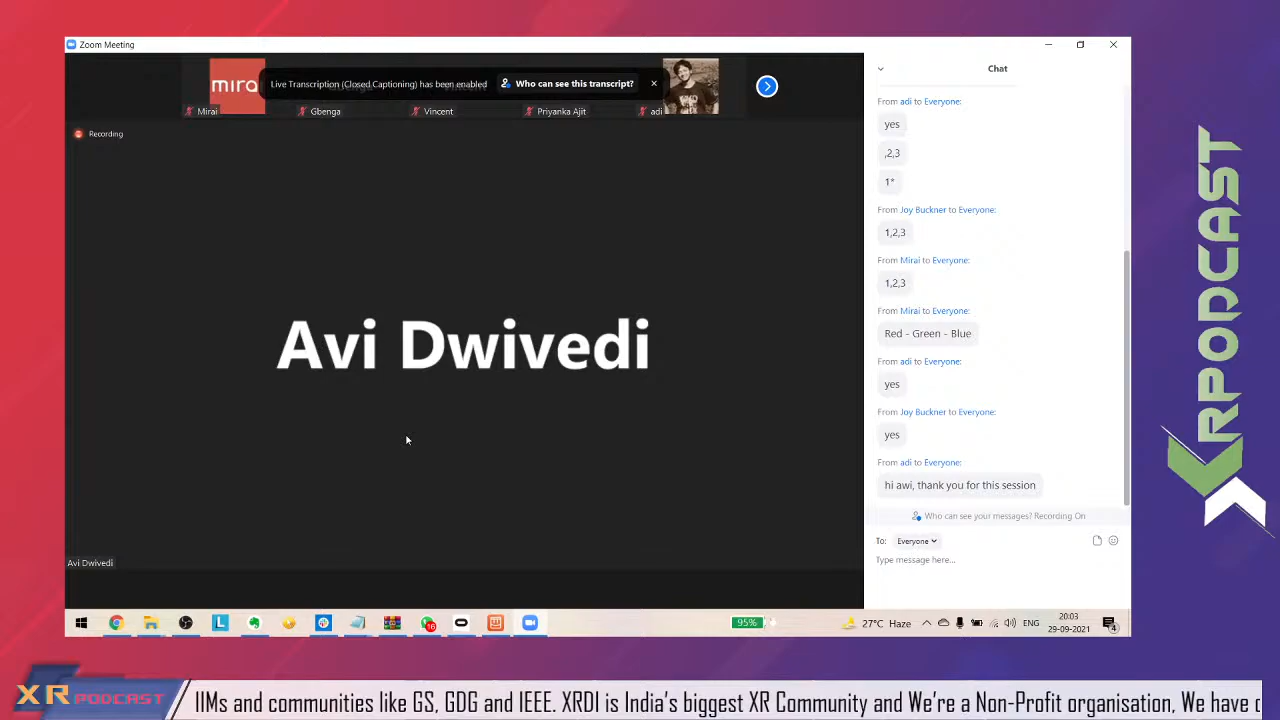 Zoom Meeting
mira
Live Transcription (Closed Captioning) has been enabled
Who can see this transcript?
Mirai
Gbenga
Vincent
Priyanka Ajit
adi
Recording
Avi Dwivedi
Avi Dwivedi
Chat
From adi to Everyone:
yes
,2,3
1*
From Joy Buckner to Everyone:
1,2,3
From Mirai to Everyone:
1,2,3
From Mirai to Everyone:
Red - Green - Blue
From adi to Everyone:
yes
From Joy Buckner to Everyone:
yes
From adi to Everyone:
hi awi, thank you for this session
Who can see your messages? Recording On
To: Everyone
Type message here...
L
16
95%
27°C Haze
ENG
20:03
29-09-2021
4
XRPODCAST
XR PODCAST
IIMs and communities like GS, GDG and IEEE. XRDI is India's biggest XR Community and We're a Non-Profit organisation, We have